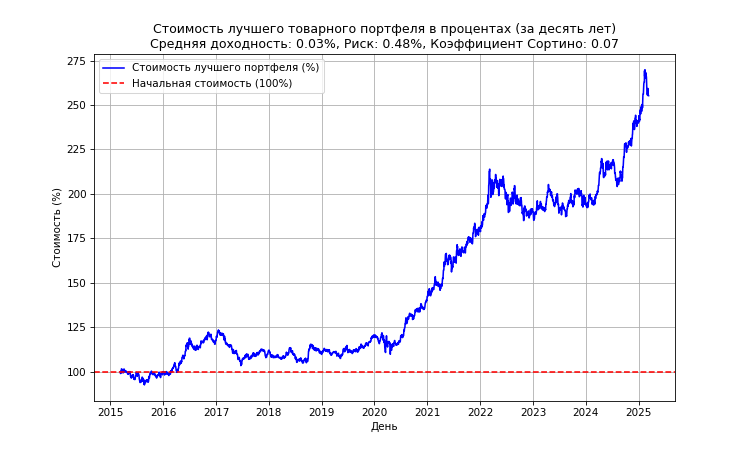 Стоимость лучшего товарного портфеля в процентах (за десять лет)
Средняя доходность: 0.03%, Риск: 0.48%, Коэффициент Сортино: 0.07
Стоимость лучшего портфеля (%)
Начальная стоимость (100%)
Стоимость (%)
275
250
225
200
175
150
125
100
2015 2016 2017 2018 2019 2020 2021 2022 2023 2024 2025
День